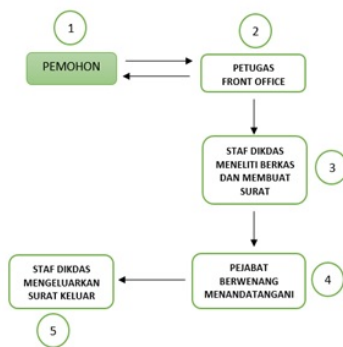 1
PEMOHON
2
PETUGAS
FRONT OFFICE
STAF DIKDAS
MENELITI BERKAS
DAN MEMBUAT
SURAT
3
PEJABAT
BERWENANG
MENANDATANGANI
4
STAF DIKDAS
MENGELUARKAN
SURAT KELUAR
5